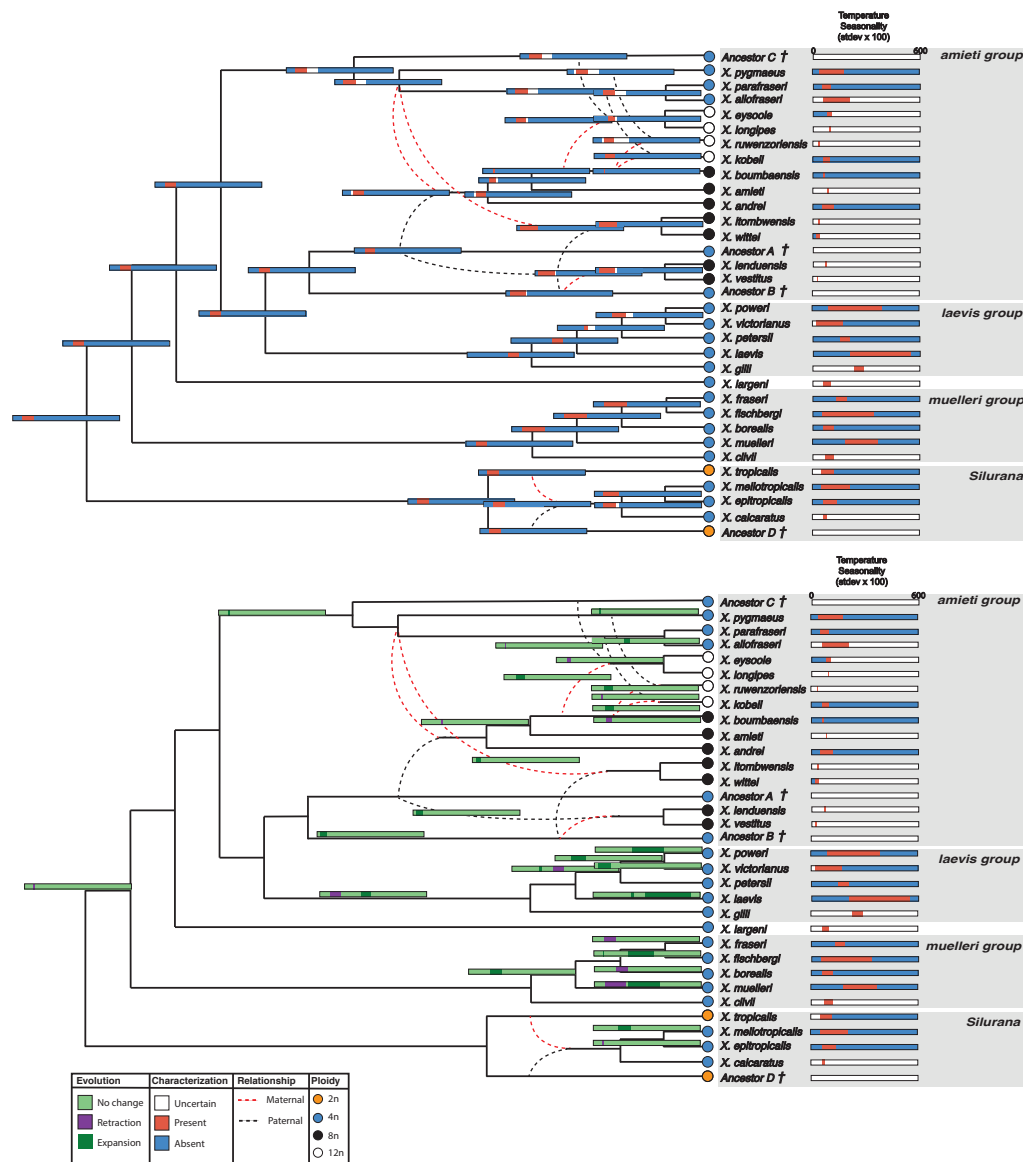 Temperature
Seasonality
(stdev x 100)
0 600
amieti group
Ancestor C †
X. pygmaeus
X. parafraseri
X. allofraseri
X. eysoole
X. longipes
X. ruwenzoriensis
X. kobeli
X. boumbaensis
X. amieti
X. andrei
X. itombwensis
X. wittei
Ancestor A †
X. lenduensis
X. vestitus
Ancestor B †
X. poweri
laevis group
X. victorianus
X. petersii
X. laevis
X. gilli
X. largeni
X. fraseri
muelleri group
X. fischbergi
X. borealis
X. muelleri
X. clivii
X. tropicalis
Silurana
X. mellotropicalis
X. epitropicalis
X. calcaratus
Ancestor D †
Temperature
Seasonality
(stdev x 100)
0 600
amieti group
Ancestor C †
X. pygmaeus
X. parafraseri
X. allofraseri
X. eysoole
X. longipes
X. ruwenzoriensis
X. kobeli
X. boumbaensis
X. amieti
X. andrei
X. itombwensis
X. wittei
Ancestor A †
X. lenduensis
X. vestitus
Ancestor B †
X. poweri
laevis group
X. victorianus
X. petersii
X. laevis
X. gilli
X. largeni
X. fraseri
muelleri group
X. fischbergi
X. borealis
X. muelleri
X. clivii
X. tropicalis
Silurana
X. mellotropicalis
X. epitropicalis
X. calcaratus
Ancestor D †
Evolution Characterization Relationship Ploidy
No change Uncertain Maternal 2n
Retraction Present Paternal 4n
Expansion Absent 8n
12n